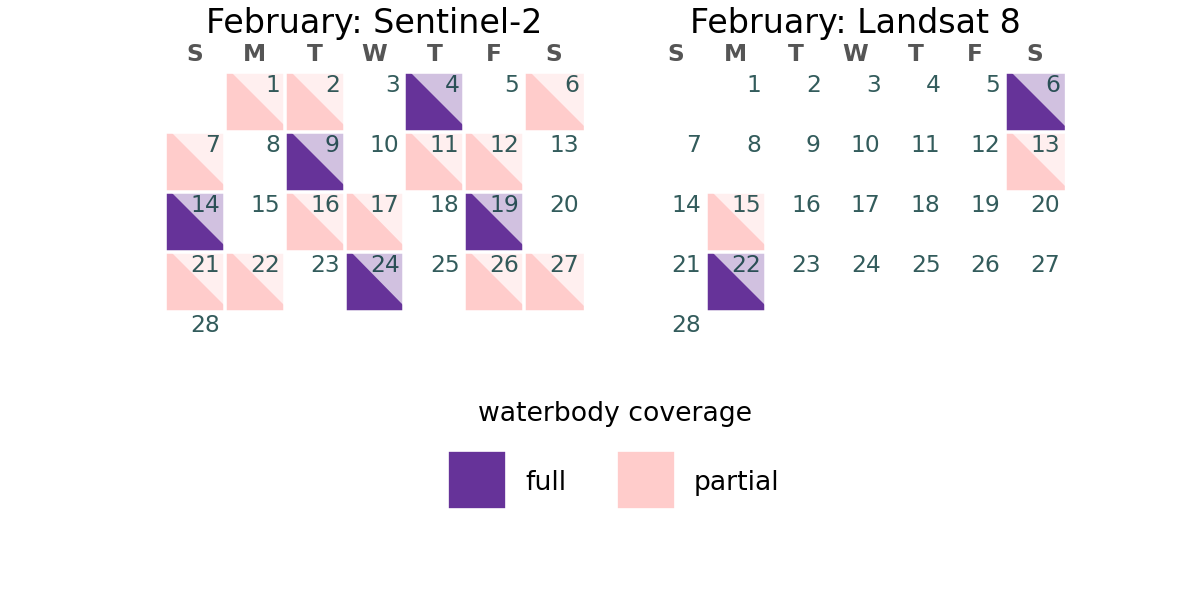 February: Sentinel-2
S M T W T F S
1 2 3 4 5 6
7 8 9 10 11 12 13
14 15 16 17 18 19 20
21 22 23 24 25 26 27
28
February: Landsat 8
S M T W T F S
1 2 3 4 5 6
7 8 9 10 11 12 13
14 15 16 17 18 19 20
21 22 23 24 25 26 27
28
waterbody coverage
full partial